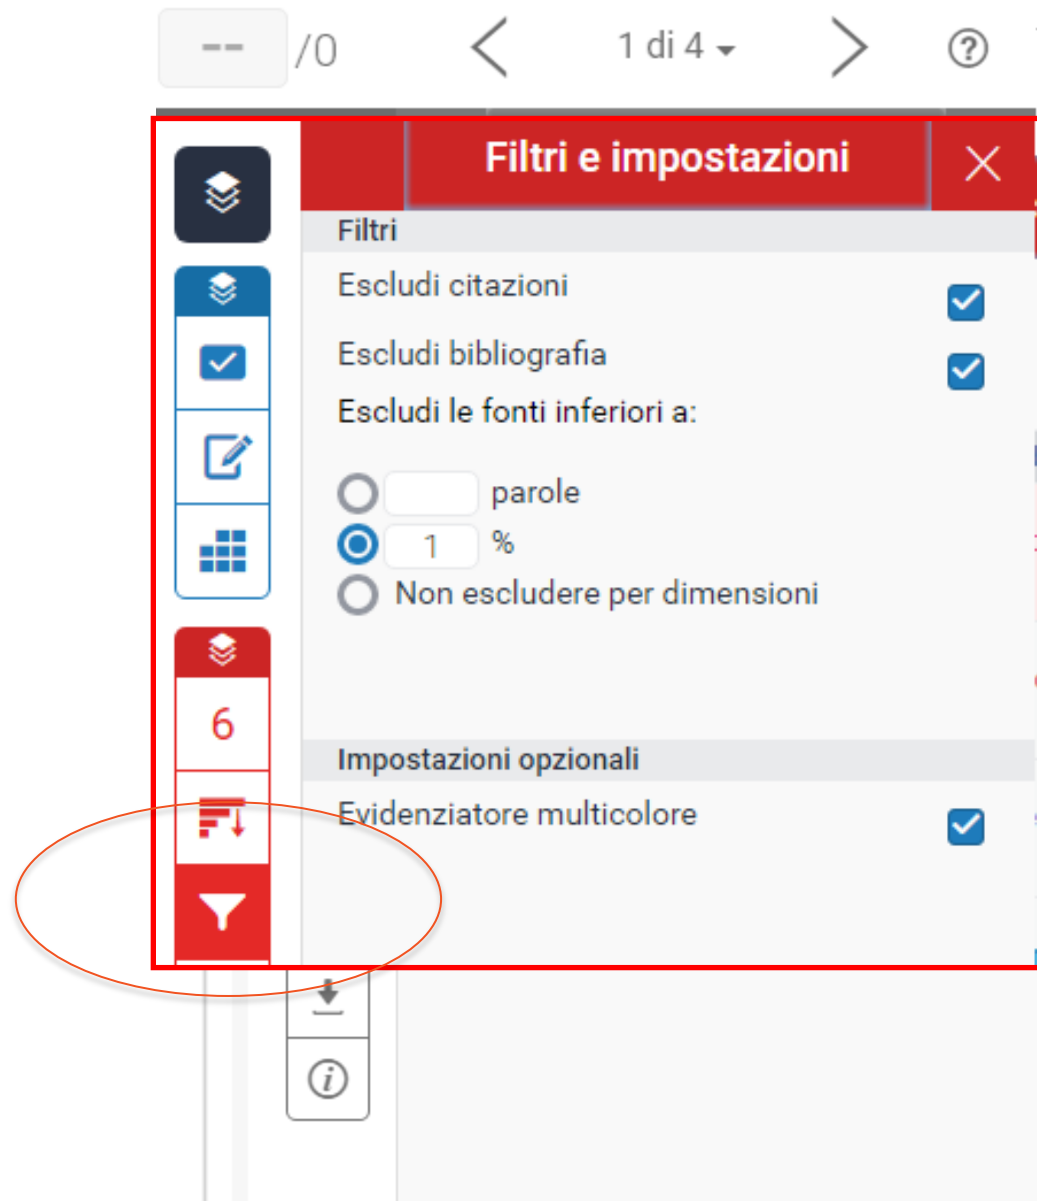 -- /0
1 di 4
Filtri e impostazioni
Filtri
Escludi citazioni
Escludi bibliografia
Escludi le fonti inferiori a:
parole
1 %
Non escludere per dimensioni
6
Impostazioni opzionali
Evidenziatore multicolore